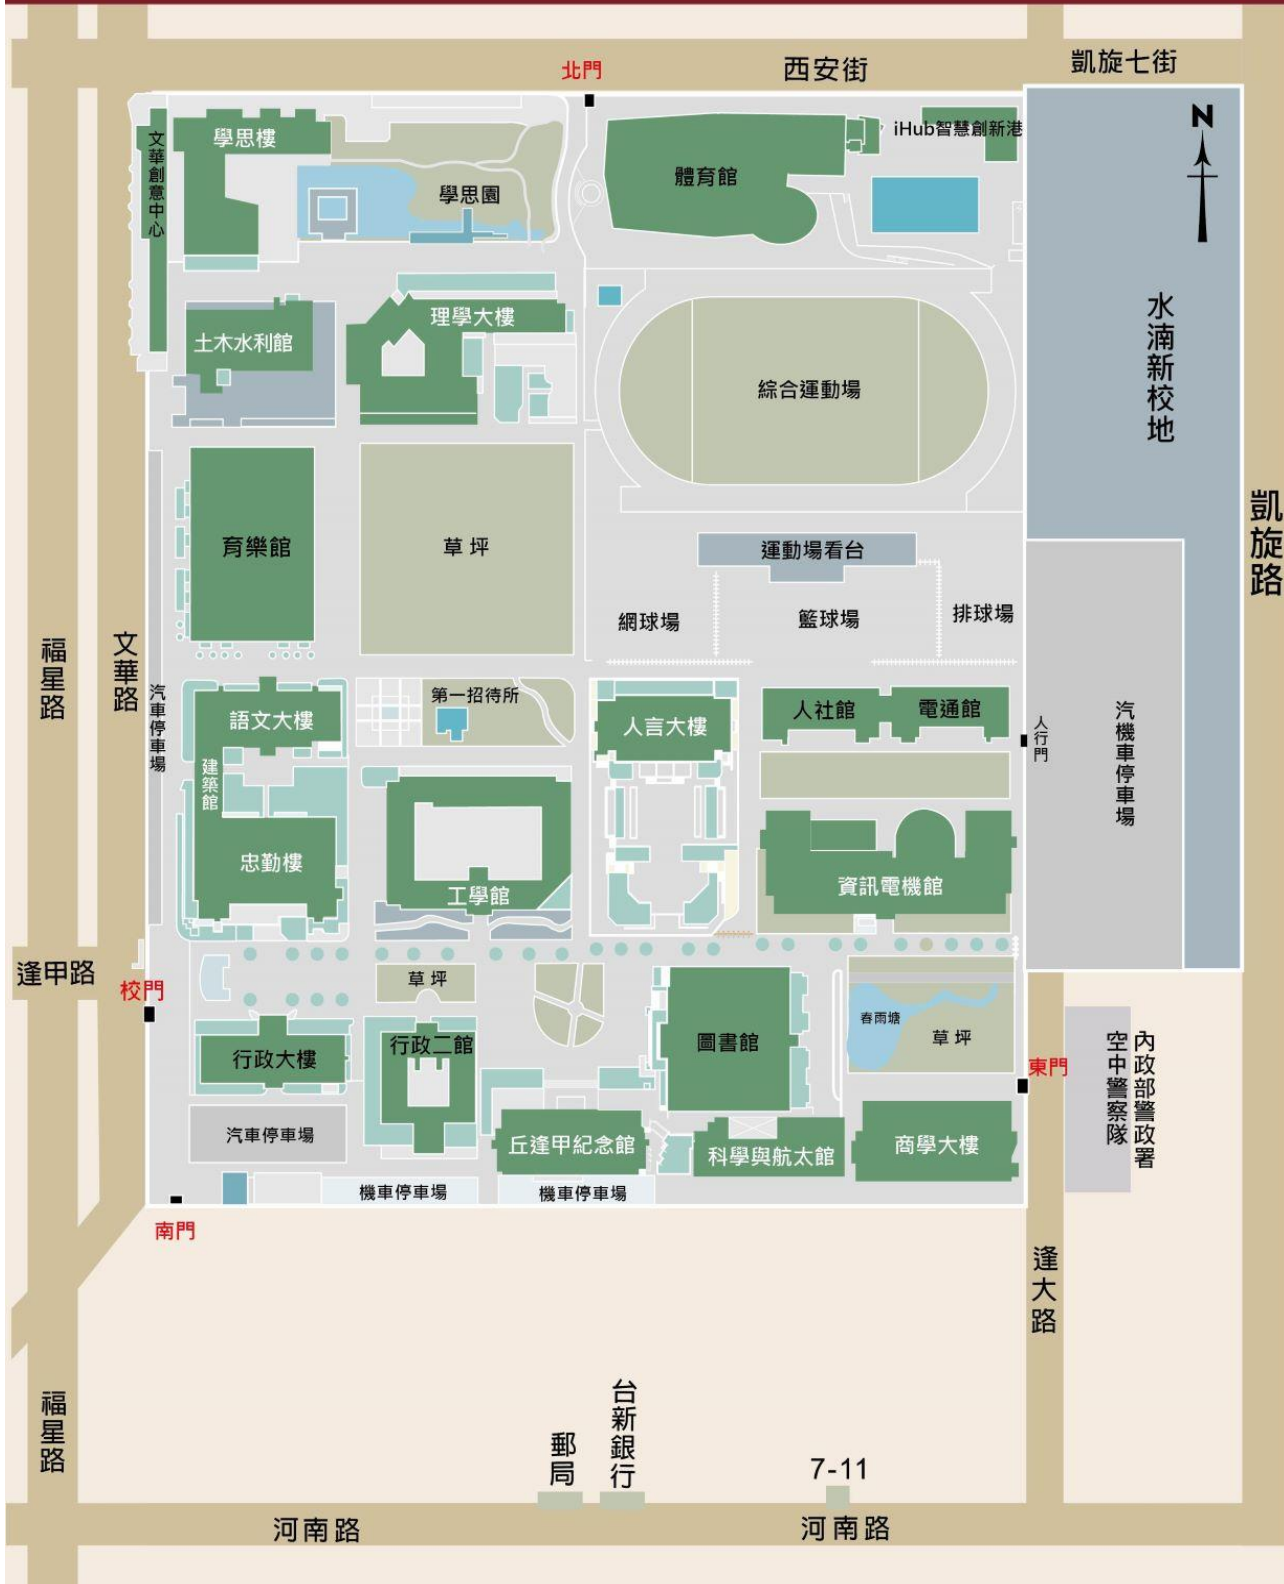 西安街
凱旋七街
北門
N
學思樓
文華創意中心
學思園
體育館
iHub智慧創新港
水湳新校地
土木水利館
理學大樓
綜合運動場
凱旋路
育樂館
草坪
運動場看台
網球場
籃球場
排球場
福星路
文華路
汽車停車場
語文大樓
第一招待所
人言大樓
人社館
電通館
人行門
汽機車停車場
建築館
忠勤樓
工學館
資訊電機館
逢甲路
校門
草坪
春雨塘
草坪
行政大樓
行政二館
圖書館
東門
內政部警政署
空中警察隊
汽車停車場
丘逢甲紀念館
科學與航太館
商學大樓
機車停車場
機車停車場
南門
逢大路
福星路
郵局
台新銀行
7-11
河南路
河南路